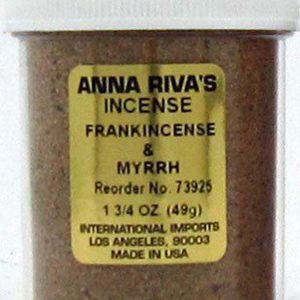 ANNA RIVA'S
INCENSE
FRANKINCENSE
&
MYRRH
Reorder No. 73925
1 3/4 OZ. (49g)
INTERNATIONAL IMPORTS
LOS ANGELES, 90003
MADE IN USA